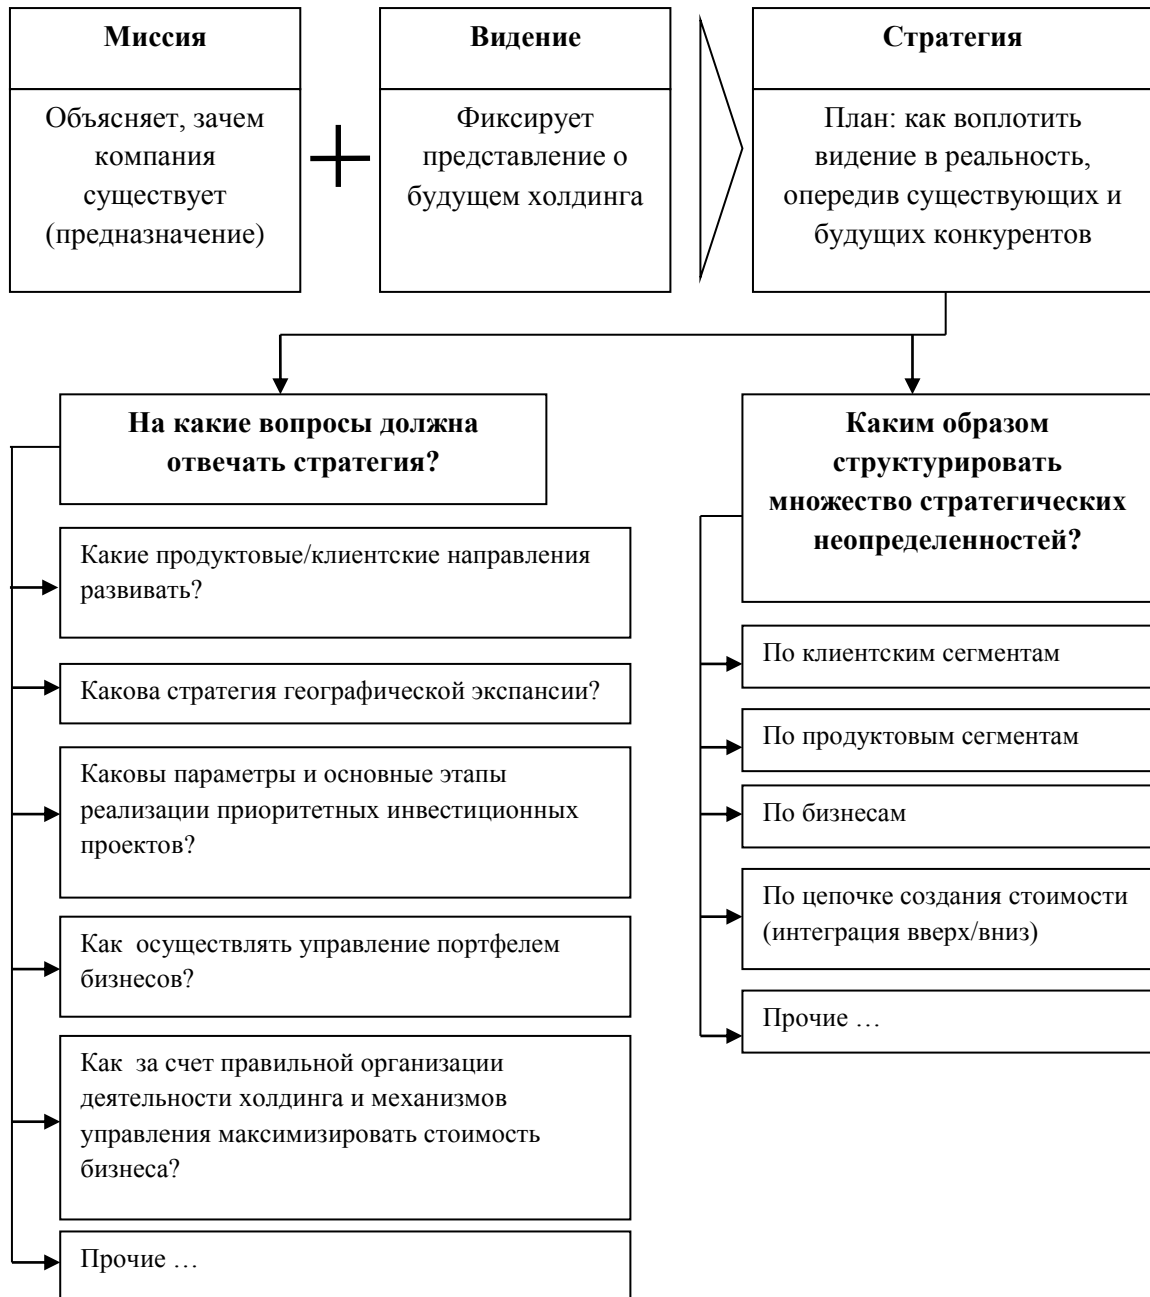 Миссия
Объясняет, зачем
компания
существует
(предназначение)
Видение
Фиксирует
представление о
будущем холдинга
Стратегия
План: как воплотить
видение в реальность,
опередив существующих и
будущих конкурентов
На какие вопросы должна
отвечать стратегия?
Какие продуктовые/клиентские направления
развивать?
Какова стратегия географической экспансии?
Каковы параметры и основные этапы
реализации приоритетных инвестиционных
проектов?
Как осуществлять управление портфелем
бизнесов?
Как за счет правильной организации
деятельности холдинга и механизмов
управления максимизировать стоимость
бизнеса?
Прочие …
Каким образом
структурировать
множество стратегических
неопределенностей?
По клиентским сегментам
По продуктовым сегментам
По бизнесам
По цепочке создания стоимости
(интеграция вверх/вниз)
Прочие …